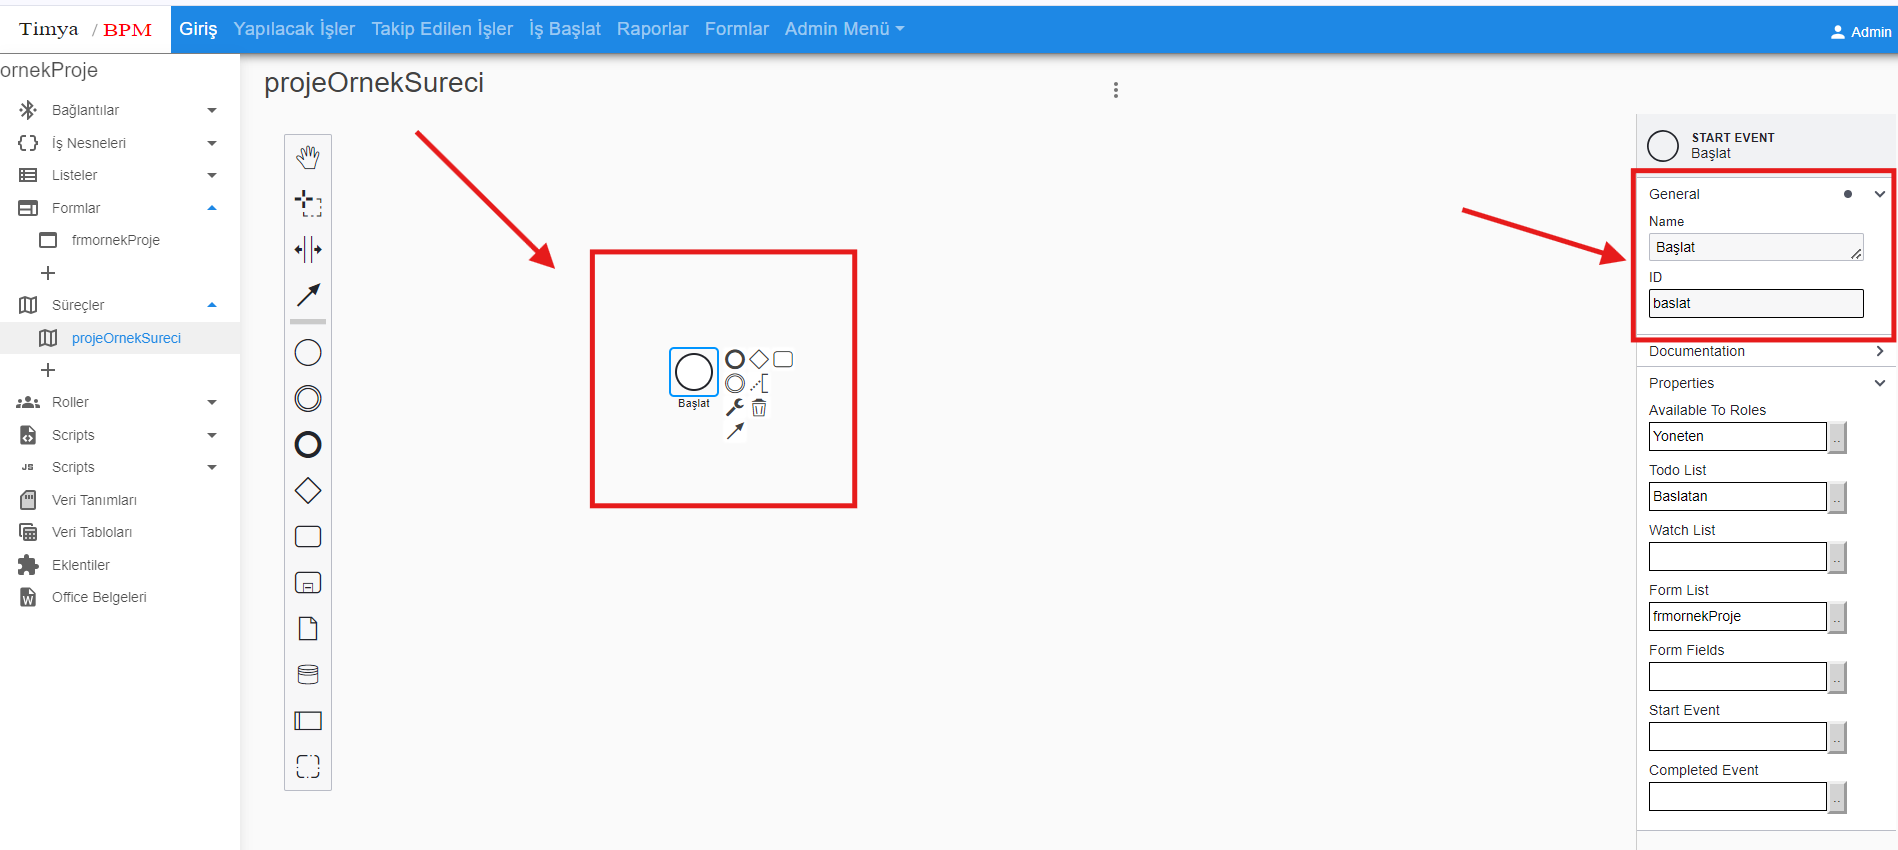 Timya / BPM
Giriş Yapılacak İşler Takip Edilen İşler İş Başlat Raporlar Formlar Admin Menü
Admin
ornekProje
Bağlantılar
İş Nesneleri
Listeler
Formlar
frmornekProje
Süreçler
projeOrnekSureci
Roller
Scripts
JS Scripts
Veri Tanımları
Veri Tabloları
Eklentiler
W Office Belgeleri
projeOrnekSureci
Başlat
START EVENT
Başlat
General
Name
Başlat
ID
baslat
Documentation
Properties
Available To Roles
Yoneten ..
Todo List
Baslatan ..
Watch List
..
Form List
frmornekProje ..
Form Fields
..
Start Event
..
Completed Event
..